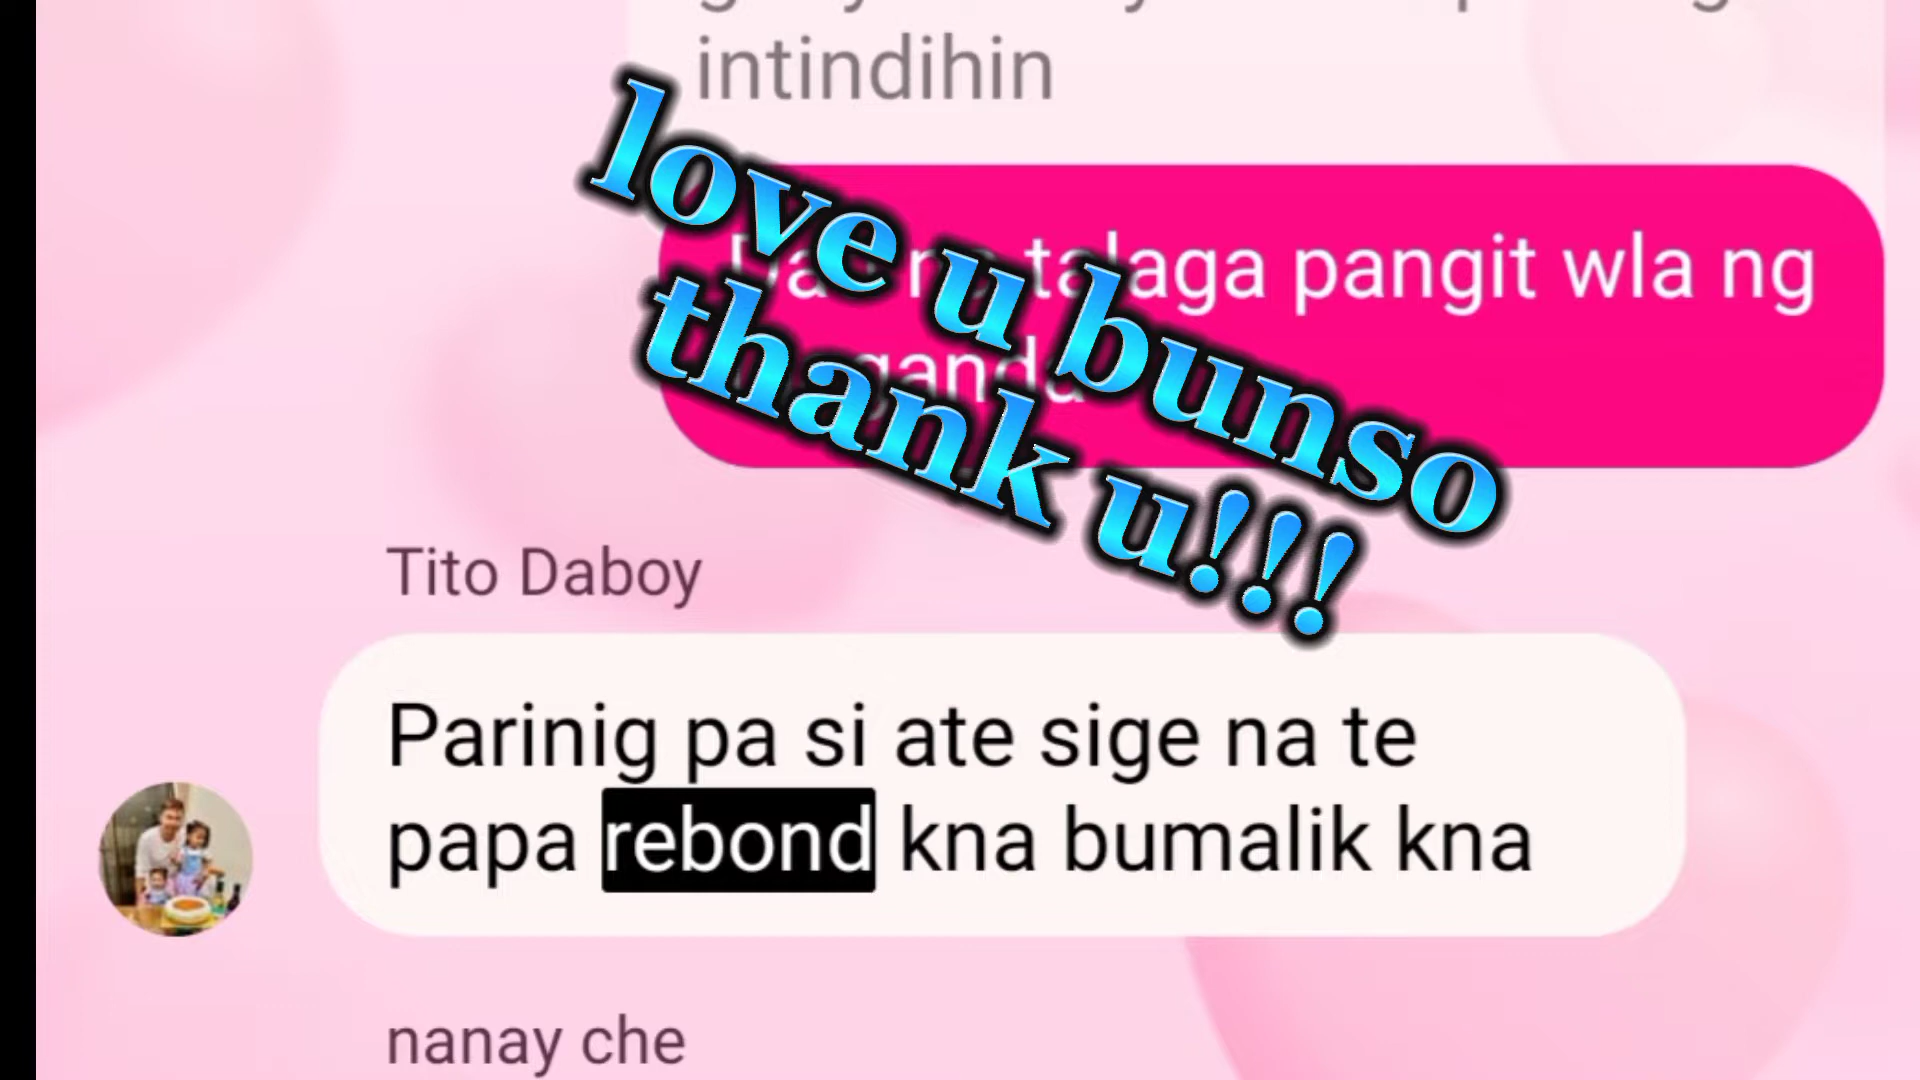 intindihin
love u bunso
thank u!!!
talaga pangit wla ng
Tito Daboy
Parinig pa si ate sige na te
papa rebond kna bumalik kna
nanay che